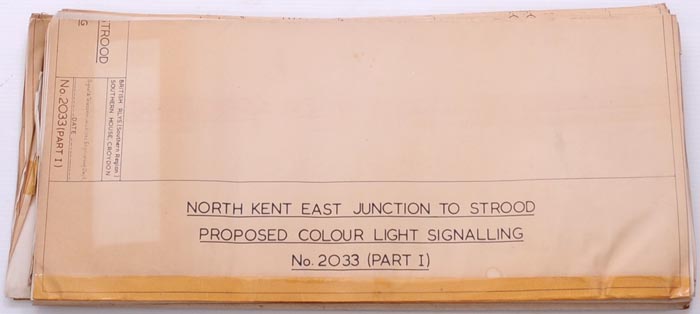 STROOD
BRITISH RLYS (Southern Region)
SOUTHERN HOUSE, CROYDON
DATE
No. 2033 (PART I)
NORTH KENT EAST JUNCTION TO STROOD
PROPOSED COLOUR LIGHT SIGNALLING
No. 2033 (PART I)